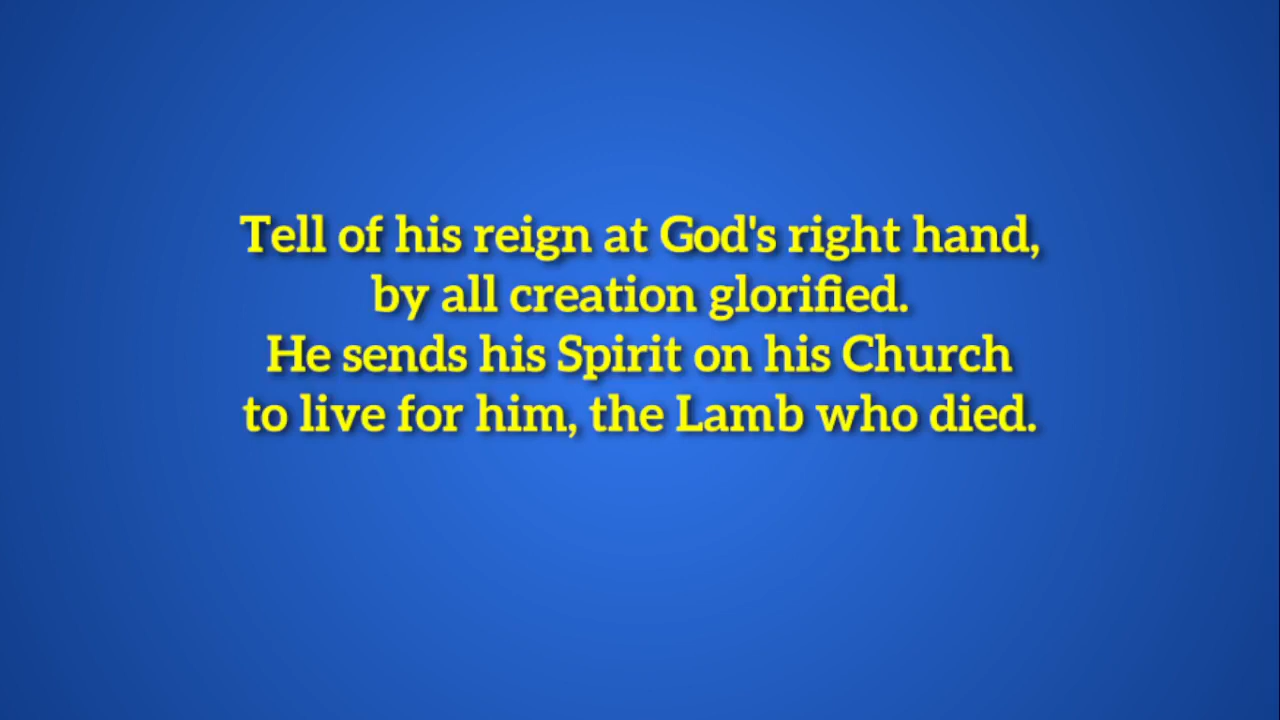 Tell of his reign at God's right hand,
by all creation glorified.
He sends his Spirit on his Church
to live for him, the Lamb who died.